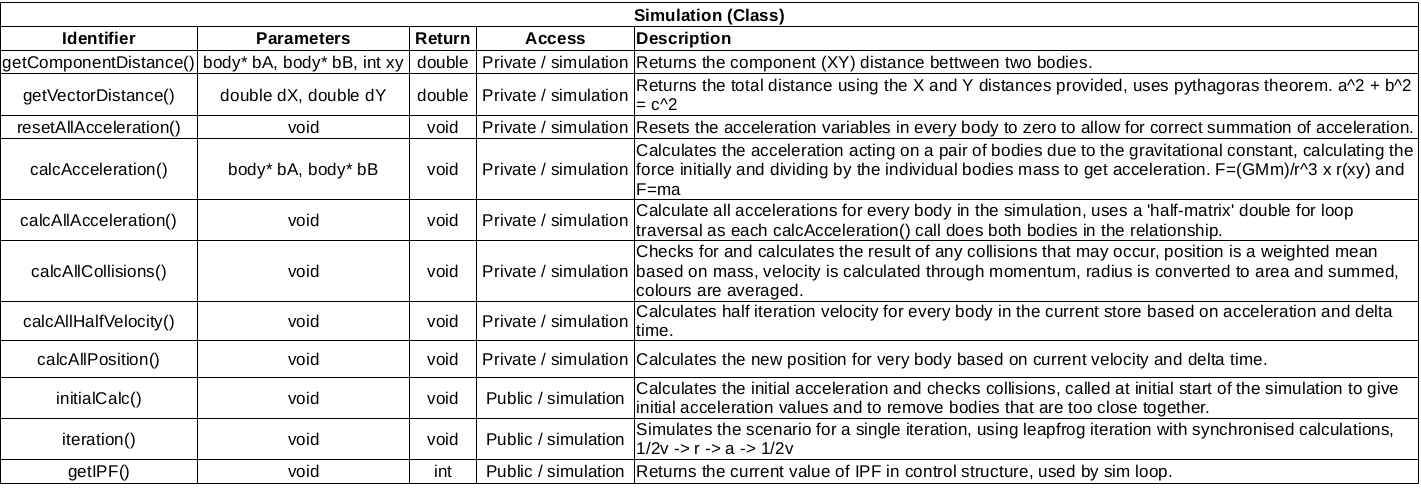 Simulation (Class)
Identifier Parameters Return Access Description
getComponentDistance() body* bA, body* bB, int xy double Private / simulation Returns the component (XY) distance bettween two bodies.
getVectorDistance() double dX, double dY double Private / simulation Returns the total distance using the X and Y distances provided, uses pythagoras theorem. a^2 + b^2
= c^2
resetAllAcceleration() void void Private / simulation Resets the acceleration variables in every body to zero to allow for correct summation of acceleration.
calcAcceleration() body* bA, body* bB void Private / simulation Calculates the acceleration acting on a pair of bodies due to the gravitational constant, calculating the
force initially and dividing by the individual bodies mass to get acceleration. F=(GMm)/r^3 x r(xy) and
F=ma
calcAllAcceleration() void void Private / simulation Calculate all accelerations for every body in the simulation, uses a 'half-matrix' double for loop
traversal as each calcAcceleration() call does both bodies in the relationship.
calcAllCollisions() void void Private / simulation Checks for and calculates the result of any collisions that may occur, position is a weighted mean
based on mass, velocity is calculated through momentum, radius is converted to area and summed,
colours are averaged.
calcAllHalfVelocity() void void Private / simulation Calculates half iteration velocity for every body in the current store based on acceleration and delta
time.
calcAllPosition() void void Private / simulation Calculates the new position for very body based on current velocity and delta time.
initialCalc() void void Public / simulation Calculates the initial acceleration and checks collisions, called at initial start of the simulation to give
initial acceleration values and to remove bodies that are too close together.
iteration() void void Public / simulation Simulates the scenario for a single iteration, using leapfrog iteration with synchronised calculations,
1/2v -> r -> a -> 1/2v
getIPF() void int Public / simulation Returns the current value of IPF in control structure, used by sim loop.